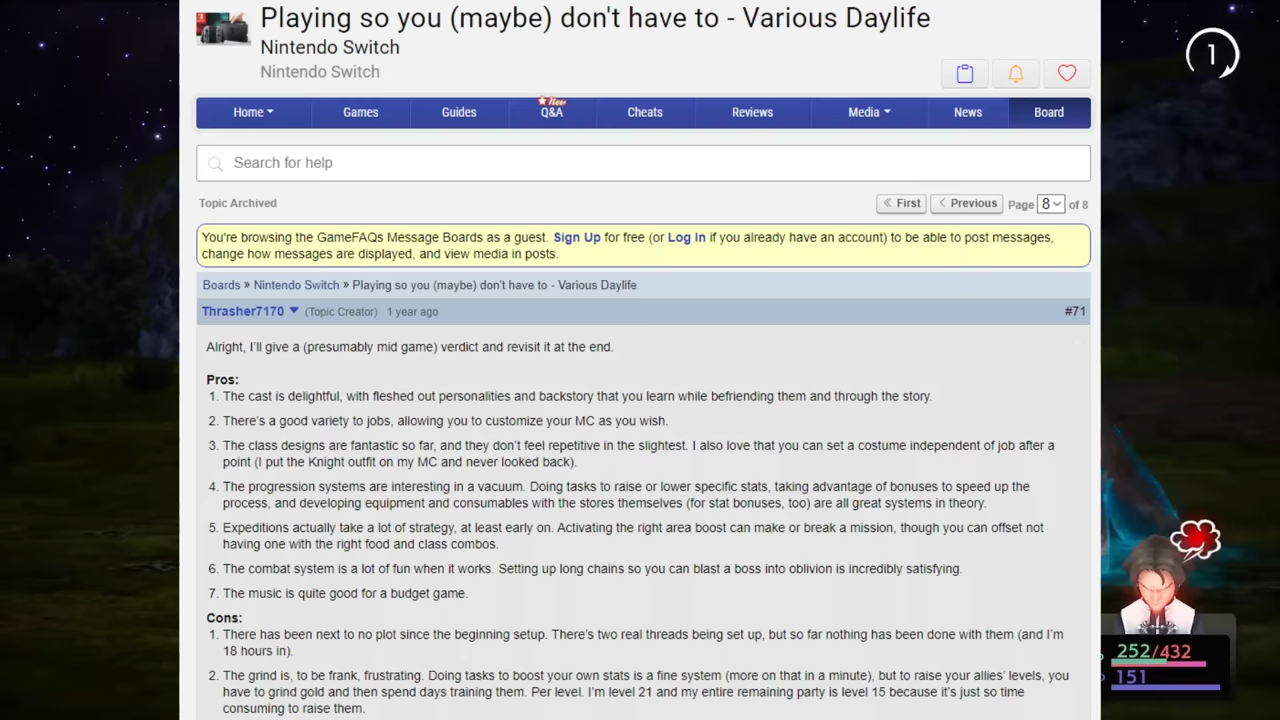 Playing so you (maybe) don't have to - Various Daylife
Nintendo Switch
Nintendo Switch
1
Home
Games
Guides
New
Q&A
Cheats
Reviews
Media
News
Board
Search for help
Topic Archived
First
Previous
Page 8 of 8
You're browsing the GameFAQs Message Boards as a guest. Sign Up for free (or Log In if you already have an account) to be able to post messages,
change how messages are displayed, and view media in posts.
Boards » Nintendo Switch » Playing so you (maybe) don't have to - Various Daylife
Thrasher7170 (Topic Creator) 1 year ago #71
Alright, I'll give a (presumably mid game) verdict and revisit it at the end.
Pros:
1. The cast is delightful, with fleshed out personalities and backstory that you learn while befriending them and through the story.
2. There's a good variety to jobs, allowing you to customize your MC as you wish.
3. The class designs are fantastic so far, and they don't feel repetitive in the slightest. I also love that you can set a costume independent of job after a
point (I put the Knight outfit on my MC and never looked back).
4. The progression systems are interesting in a vacuum. Doing tasks to raise or lower specific stats, taking advantage of bonuses to speed up the
process, and developing equipment and consumables with the stores themselves (for stat bonuses, too) are all great systems in theory.
5. Expeditions actually take a lot of strategy, at least early on. Activating the right area boost can make or break a mission, though you can offset not
having one with the right food and class combos.
6. The combat system is a lot of fun when it works. Setting up long chains so you can blast a boss into oblivion is incredibly satisfying.
7. The music is quite good for a budget game.
Cons:
1. There has been next to no plot since the beginning setup. There's two real threads being set up, but so far nothing has been done with them (and I'm
18 hours in).
2. The grind is, to be frank, frustrating. Doing tasks to boost your own stats is a fine system (more on that in a minute), but to raise your allies' levels, you
have to grind gold and then spend days training them. Per level. I'm level 21 and my entire remaining party is level 15 because it's just so time
consuming to raise them.
252/432
151